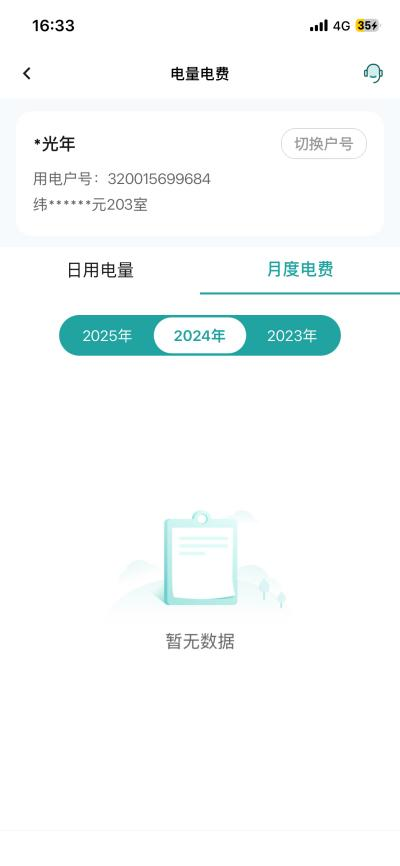 16:33
4G 35
电量电费
*光年
切换户号
用电户号：320015699684
纬******元203室
日用电量
月度电费
2025年
2024年
2023年
暂无数据